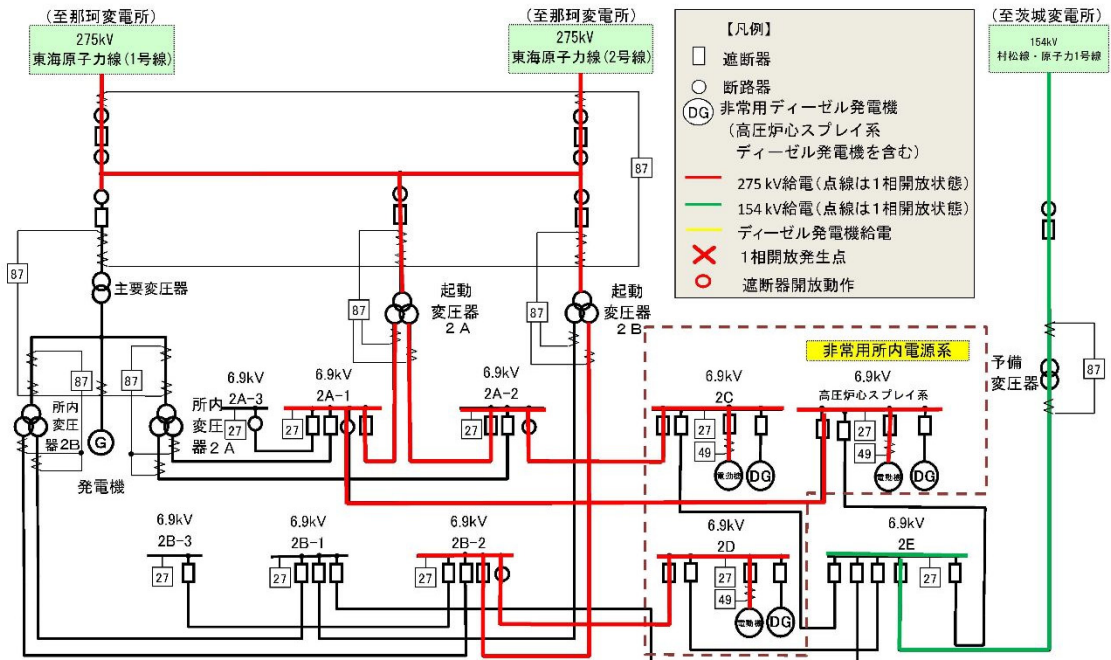 (至那珂変電所)
275kV
東海原子力線(1号線)
(至那珂変電所)
275kV
東海原子力線(2号線)
(至茨城変電所)
154kV
村松線・原子力1号線
【凡例】
遮断器
断路器
DG
非常用ディーゼル発電機
(高圧炉心スプレイ系
ディーゼル発電機を含む)
275 kV給電(点線は1相開放状態)
154 kV給電(点線は1相開放状態)
ディーゼル発電機給電
1相開放発生点
遮断器開放動作
87
87
主要変圧器
87
起動
変圧器
2A
87
起動
変圧器
2B
87
87
所内
変圧
器2B
G
発電機
所内
変圧
器2A
6.9kV
2A-3
27
6.9kV
2A-1
27
6.9kV
2A-2
27
非常用所内電源系
6.9kV
2C
27
49
電動機
DG
6.9kV
高圧炉心スプレイ系
27
49
電動機
DG
予備
変圧器
87
6.9kV
2B-3
27
6.9kV
2B-1
27
6.9kV
2B-2
27
6.9kV
2D
27
49
電動機
DG
6.9kV
2E
27